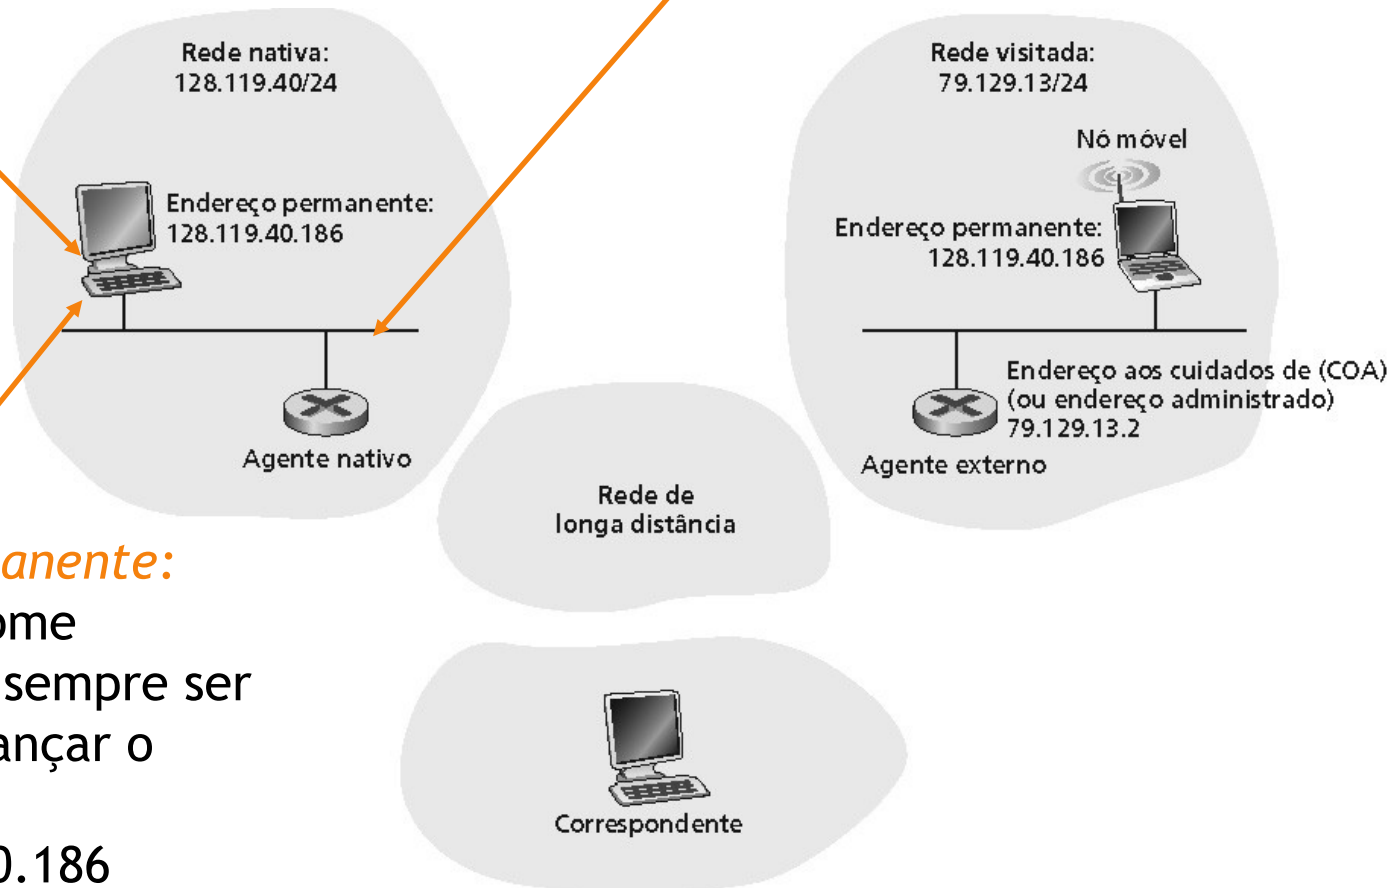 Rede nativa:
128.119.40/24
Endereço permanente:
128.119.40.186
Agente nativo
Rede visitada:
79.129.13/24
Nó móvel
Endereço permanente:
128.119.40.186
Endereço aos cuidados de (COA)
(ou endereço administrado)
79.129.13.2
Agente externo
Rede de
longa distância
anente:
ome
sempre ser
ançar o
0.186
Correspondente